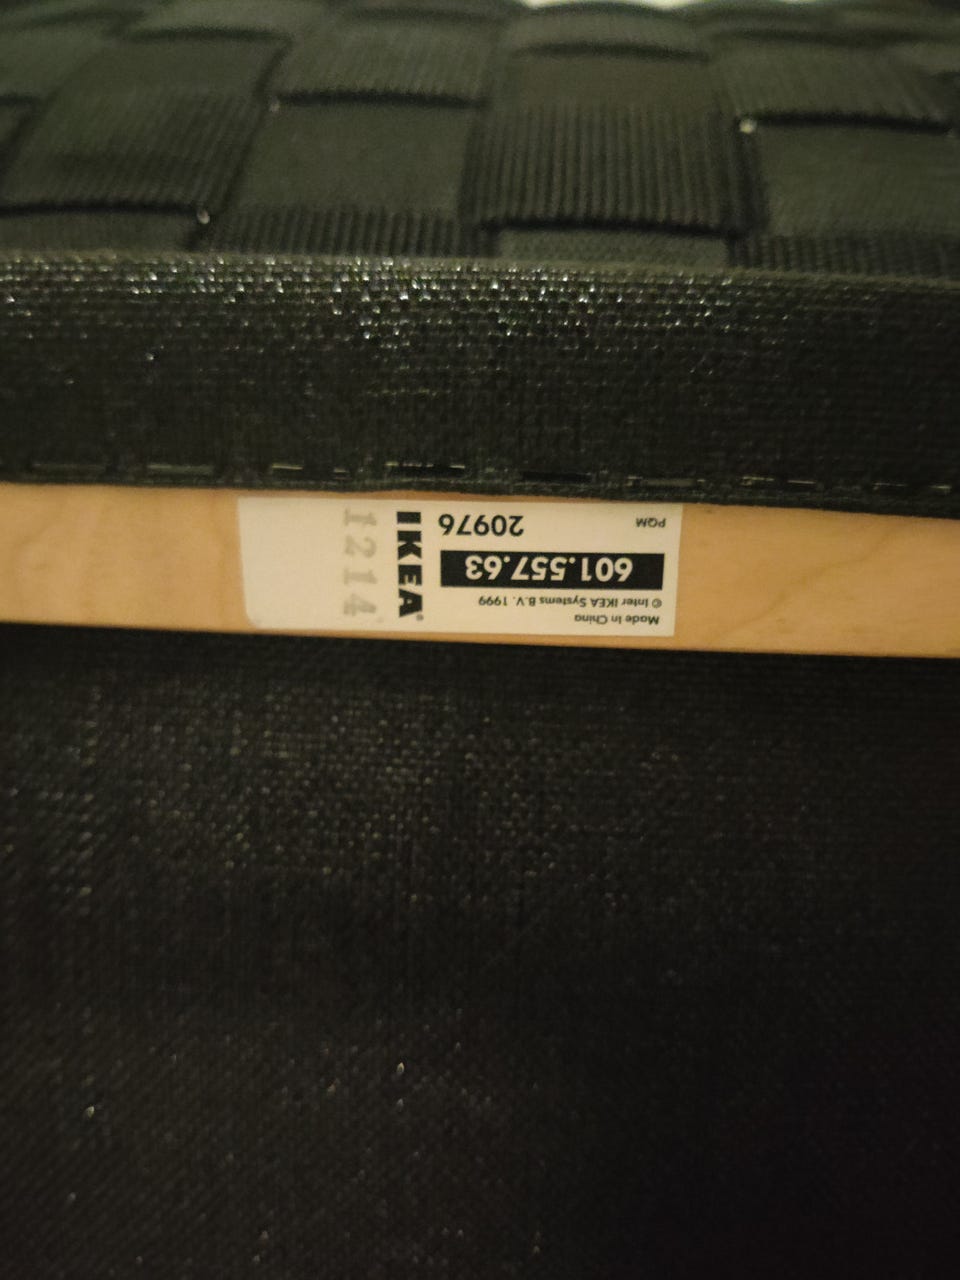 Made in China
© Inter IKEA Systems B.V. 1999
601.557.63
PQM 20976
IKEA®
1214